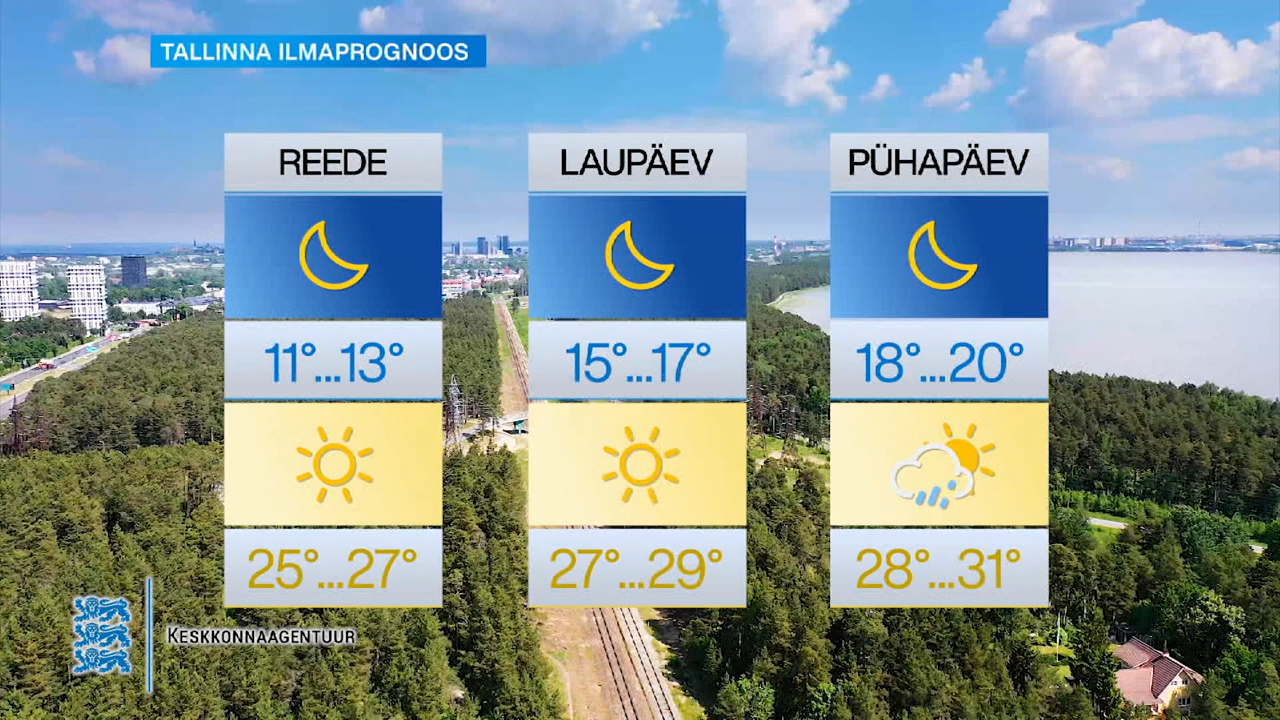 TALLINNA ILMAPROGNOOS
REEDE
11°...13°
25°...27°
LAUPÄEV
15°...17°
27°...29°
PÜHAPÄEV
18°...20°
28°...31°
KESKKONNAAGENTUUR